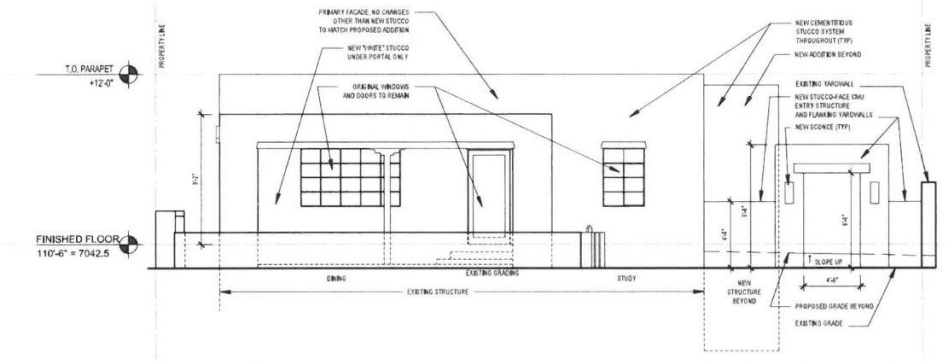 PROPERTY LINE
T.O. PARAPET
+12'-0"
FINISHED FLOOR
110'-6" = 7042.5
PRIMARY FACADE, NO CHANGES
OTHER THAN NEW STUCCO
TO MATCH PROPOSED ADDITION
NEW "WHITE" STUCCO
UNDER PORTAL ONLY
ORIGINAL WINDOWS
AND DOORS TO REMAIN
NEW CEMENTITIOUS
STUCCO SYSTEM
THROUGHOUT (TYP)
NEW ADDITION BEYOND
PROPERTY LINE
EXISTING YARDWALL
NEW STUCCO-FACE CMU
ENTRY STRUCTURE
AND FLANKING YARDWALLS
NEW SCONCE (TYP)
9'-2"
SLOPE UP
DINING
EXISTING GRADING
STUDY
EXISTING STRUCTURE
NEW
STRUCTURE
BEYOND
PROPOSED GRADE BEYOND
EXISTING GRADE